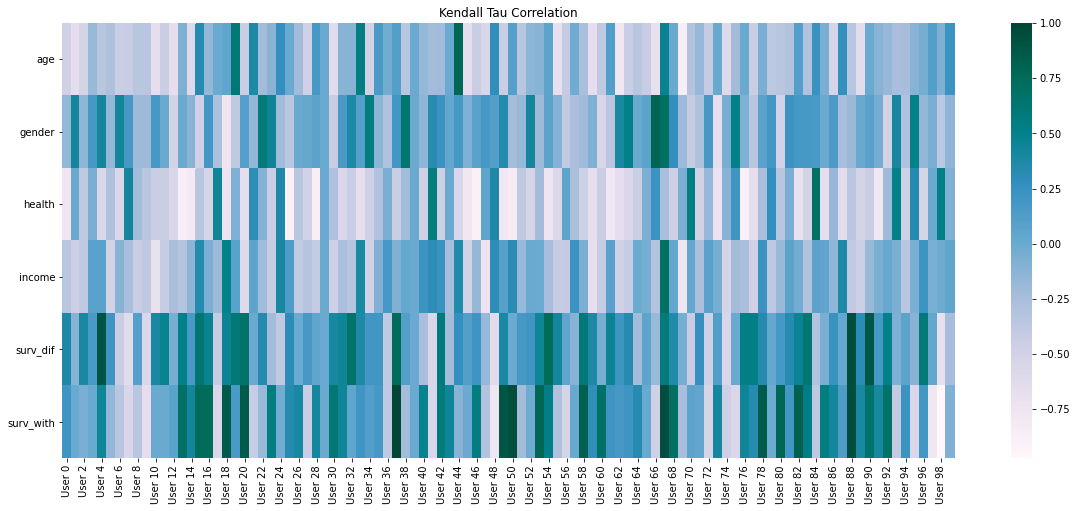 Kendall Tau Correlation
age
gender
health
income
surv_dif
surv_with
User 0
User 2
User 4
User 6
User 8
User 10
User 12
User 14
User 16
User 18
User 20
User 22
User 24
User 26
User 28
User 30
User 32
User 34
User 36
User 38
User 40
User 42
User 44
User 46
User 48
User 50
User 52
User 54
User 56
User 58
User 60
User 62
User 64
User 66
User 68
User 70
User 72
User 74
User 76
User 78
User 80
User 82
User 84
User 86
User 88
User 90
User 92
User 94
User 96
User 98
1.00
0.75
0.50
0.25
0.00
−0.25
−0.50
−0.75